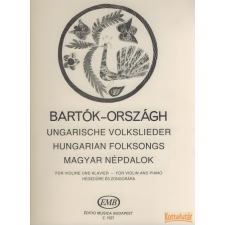 BARTÓK–ORSZÁGH
UNGARISCHE VOLKSLIEDER
HUNGARIAN FOLKSONGS
MAGYAR NÉPDALOK
FÜR VIOLINE UND KLAVIER – FOR VIOLIN AND PIANO
HEGEDŰRE ÉS ZONGORÁRA
EMB
EDITIO MUSICA BUDAPEST